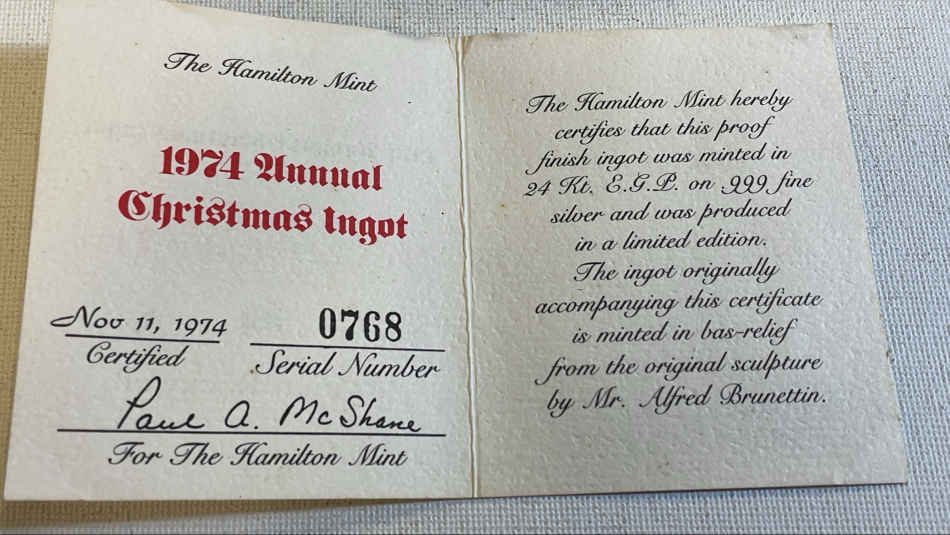 The Hamilton Mint
1974 Annual
Christmas Ingot
Nov 11, 1974
Certified
0768
Serial Number
Paul A. McShane
For The Hamilton Mint
The Hamilton Mint hereby
certifies that this proof
finish ingot was minted in
24 Kt. E.G.P. on .999 fine
silver and was produced
in a limited edition.
The ingot originally
accompanying this certificate
is minted in bas-relief
from the original sculpture
by Mr. Alfred Brunettin.